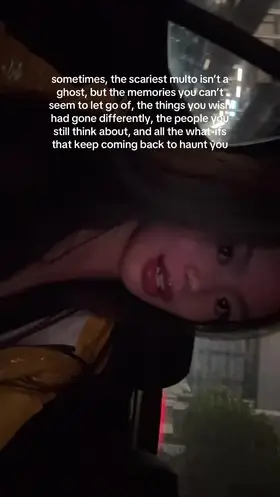 sometimes, the scariest multo isn't a
ghost, but the memories you can't
seem to let go of, the things you wish
had gone differently, the people you
still think about, and all the what-ifs
that keep coming back to haunt you